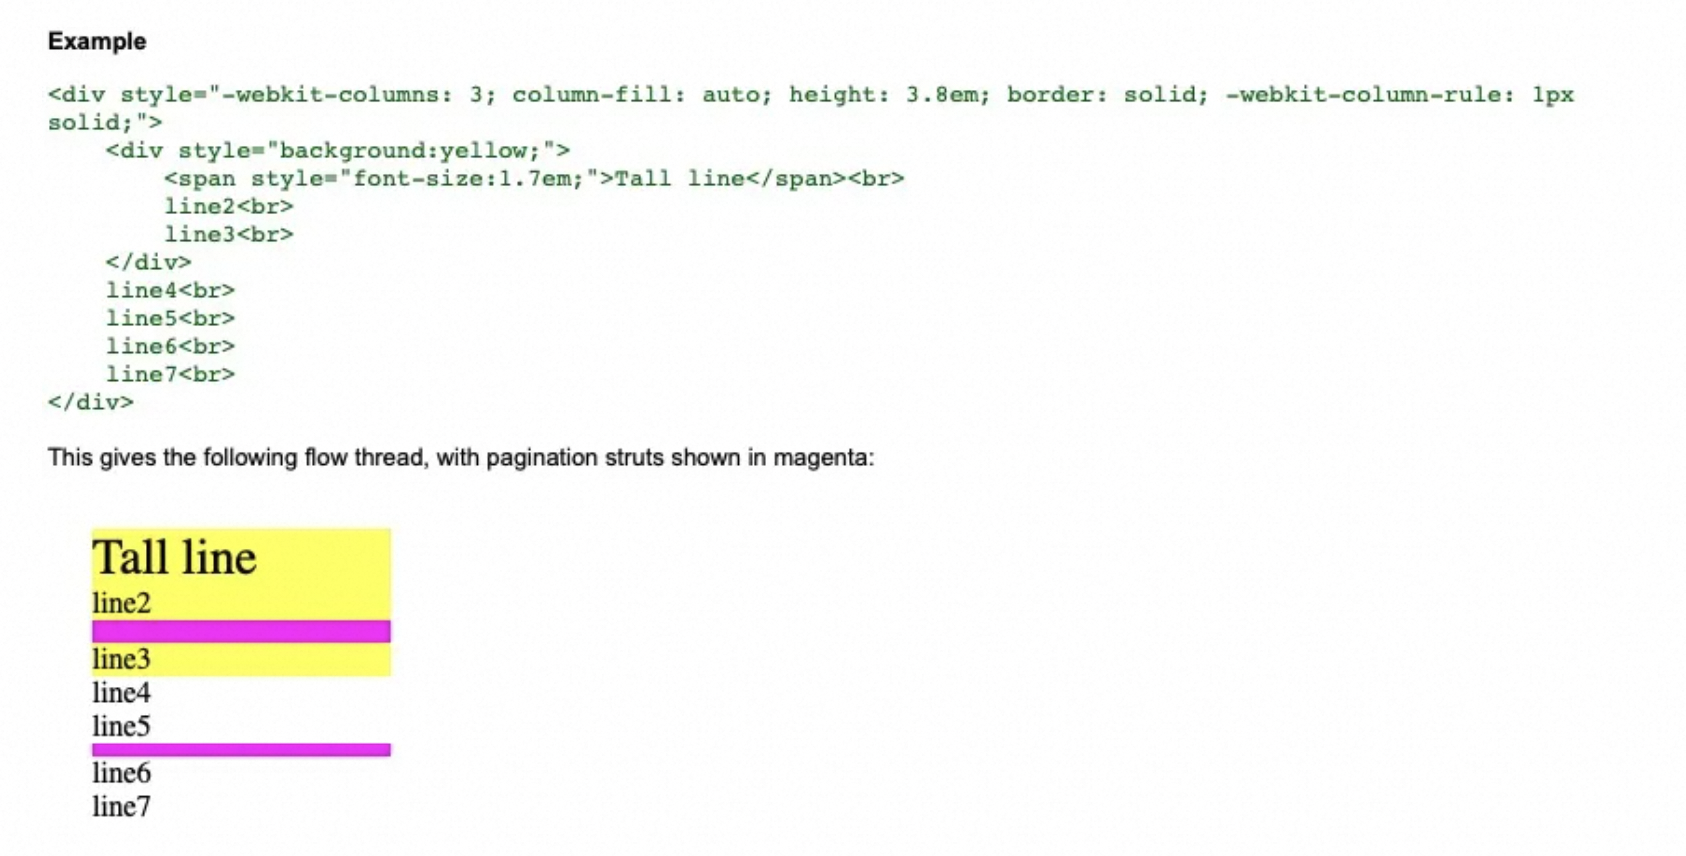 Example
<div style="-webkit-columns: 3; column-fill: auto; height: 3.8em; border: solid; -webkit-column-rule: 1px
solid;">
    <div style="background:yellow;">
        <span style="font-size:1.7em;">Tall line</span><br>
        line2<br>
        line3<br>
    </div>
    line4<br>
    line5<br>
    line6<br>
    line7<br>
</div>
This gives the following flow thread, with pagination struts shown in magenta:
Tall line
line2
line3
line4
line5
line6
line7